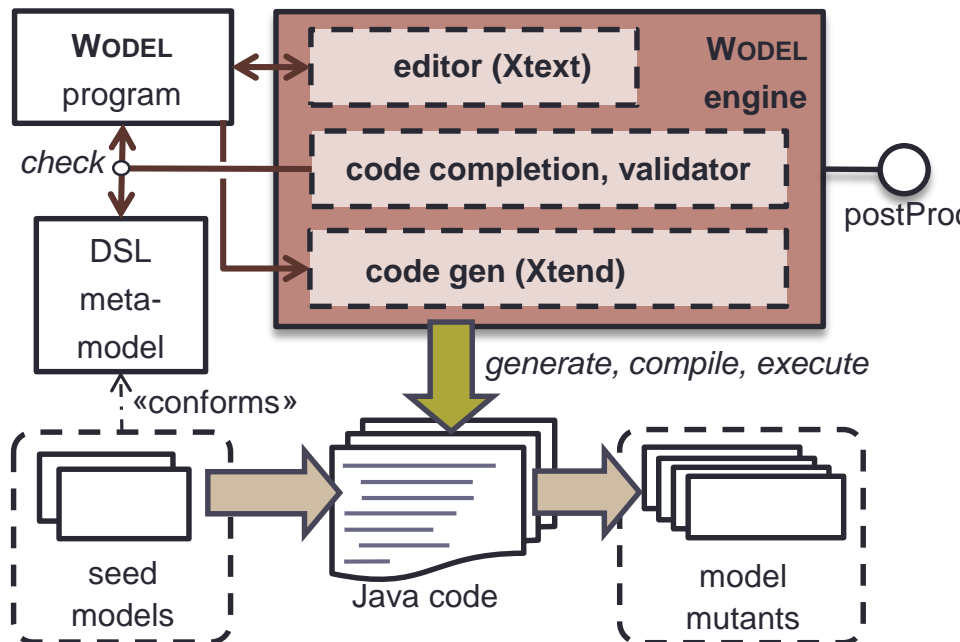 WODEL
program
editor (Xtext)
WODEL
engine
check
code completion, validator
DSL
meta-
model
code gen (Xtend)
generate, compile, execute
«conforms»
seed
models
Java code
model
mutants